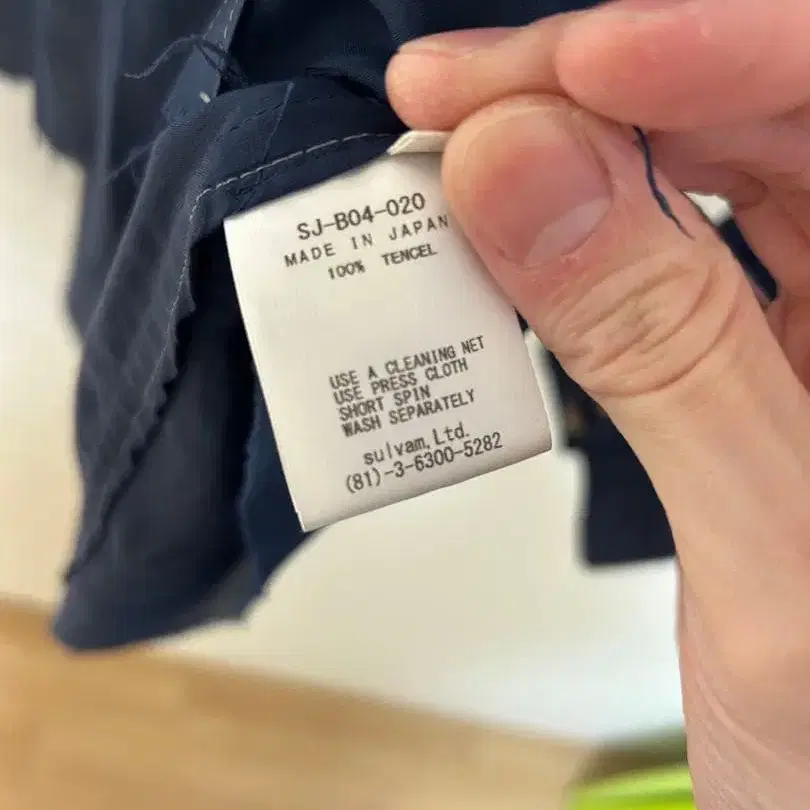 SJ-B04-020
MADE IN JAPAN
100% TENCEL
USE A CLEANING NET
USE PRESS CLOTH
SHORT SPIN
WASH SEPARATELY
sulvam,Ltd.
(81)-3-6300-5282